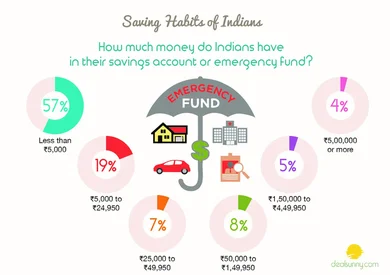 Saving Habits of Indians
How much money do Indians have
in their savings account or emergency fund?
57%
Less than
₹5,000
19%
₹5,000 to
₹24,950
7%
₹25,000 to
₹49,950
EMERGENCY
FUND
$
8%
₹50,000 to
₹1,49,950
5%
₹1,50,000 to
₹4,49,950
4%
₹5,00,000
or more
dealsunny.com